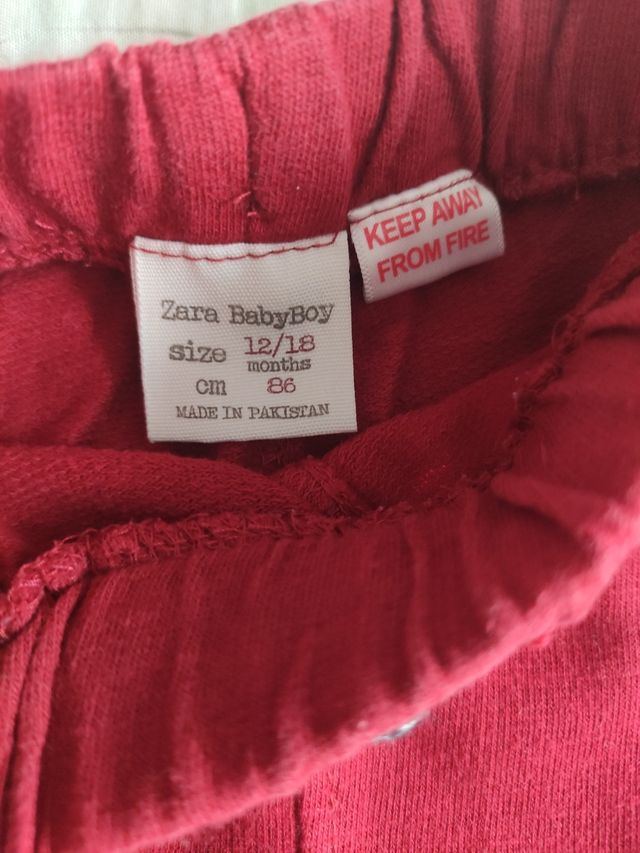 Zara BabyBoy
size 12/18
months
cm 86
MADE IN PAKISTAN
KEEP AWAY
FROM FIRE